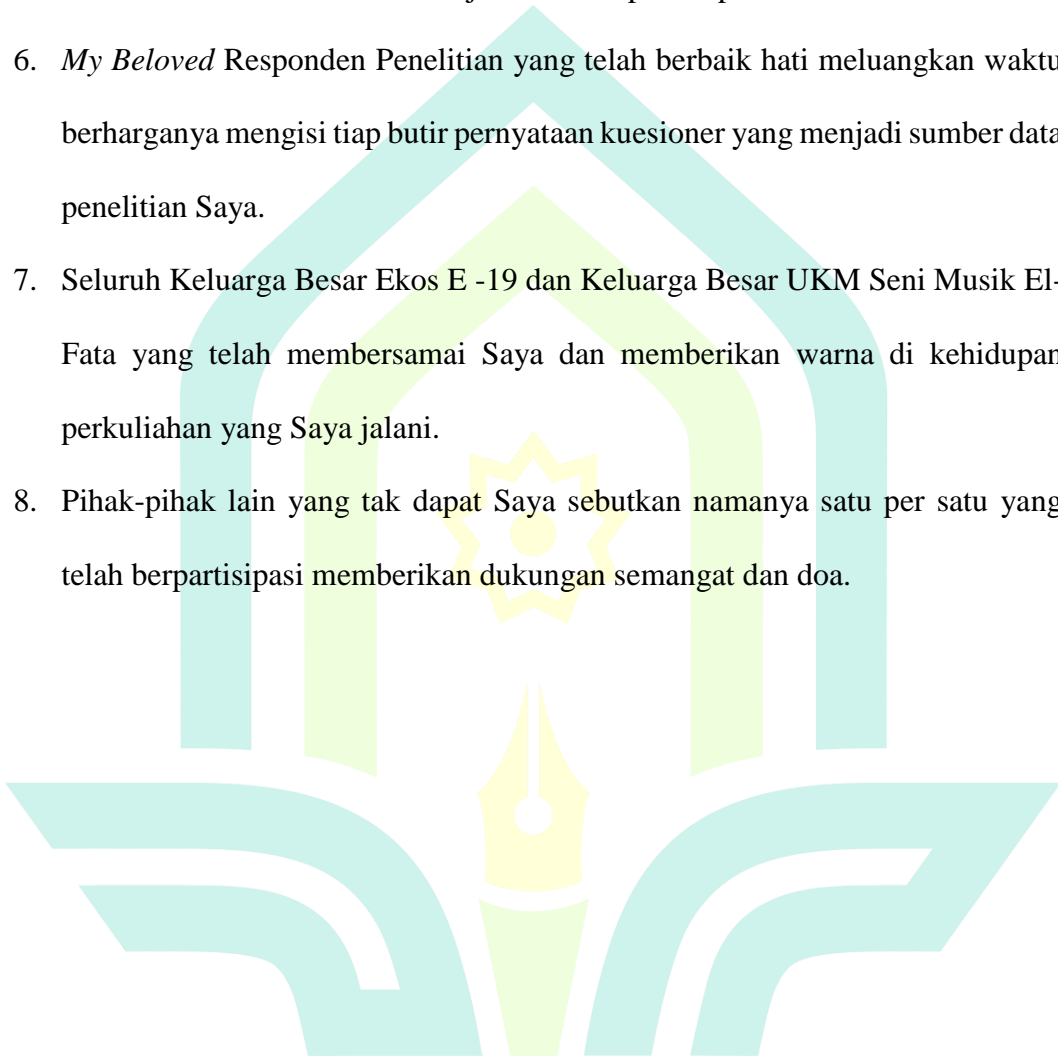 6. My Beloved Responden Penelitian yang telah berbaik hati meluangkan waktu
berharganya mengisi tiap butir pernyataan kuesioner yang menjadi sumber data
penelitian Saya.
7. Seluruh Keluarga Besar Ekos E -19 dan Keluarga Besar UKM Seni Musik El-
Fata yang telah membersamai Saya dan memberikan warna di kehidupan
perkuliahan yang Saya jalani.
8. Pihak-pihak lain yang tak dapat Saya sebutkan namanya satu per satu yang
telah berpartisipasi memberikan dukungan semangat dan doa.